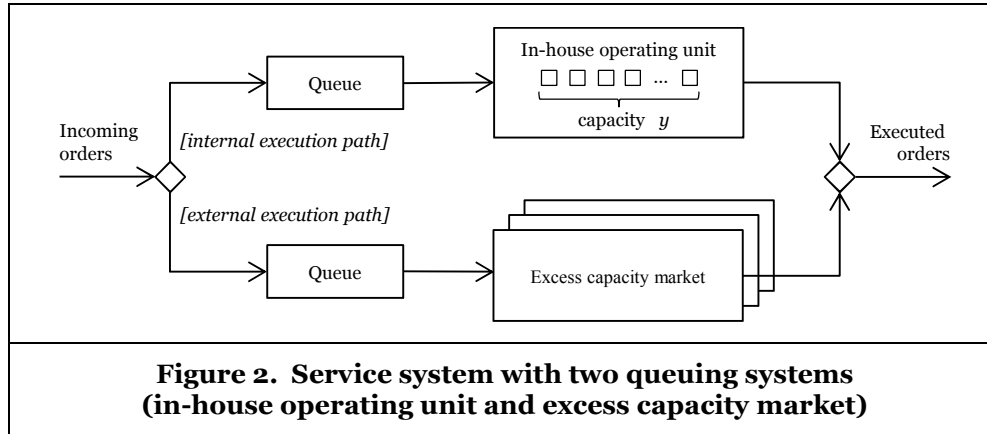 In-house operating unit
Queue
...
capacity y
Incoming
orders
[internal execution path]
Executed
orders
[external execution path]
Queue
Excess capacity market
Figure 2. Service system with two queuing systems
(in-house operating unit and excess capacity market)